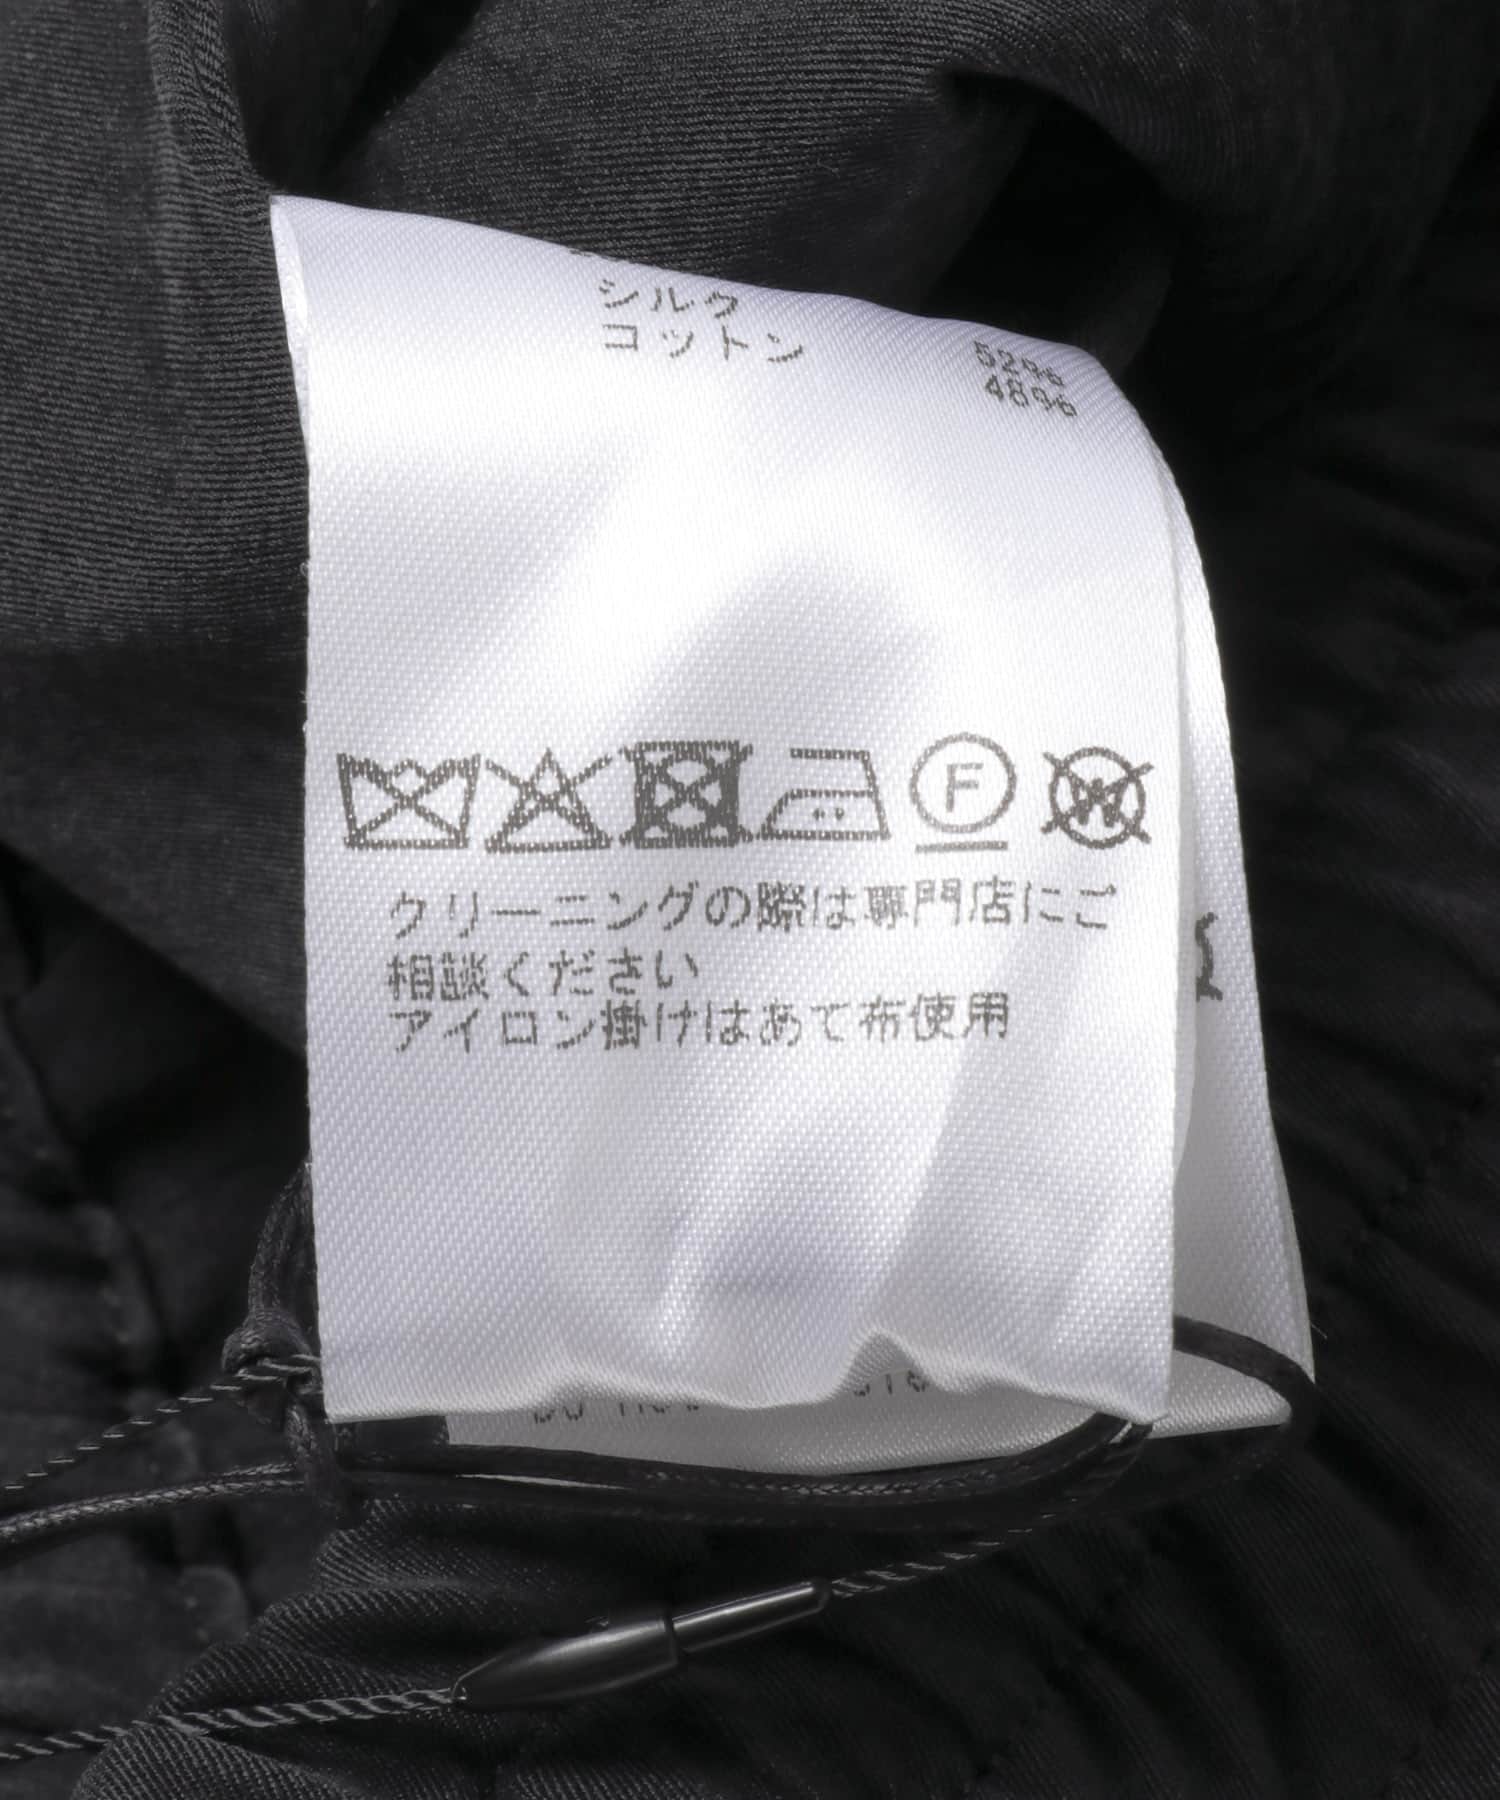 シルク 52%
コットン 48%
F
W
クリーニングの際は専門店にご
相談ください
アイロン掛けはあて布使用
DO NOT